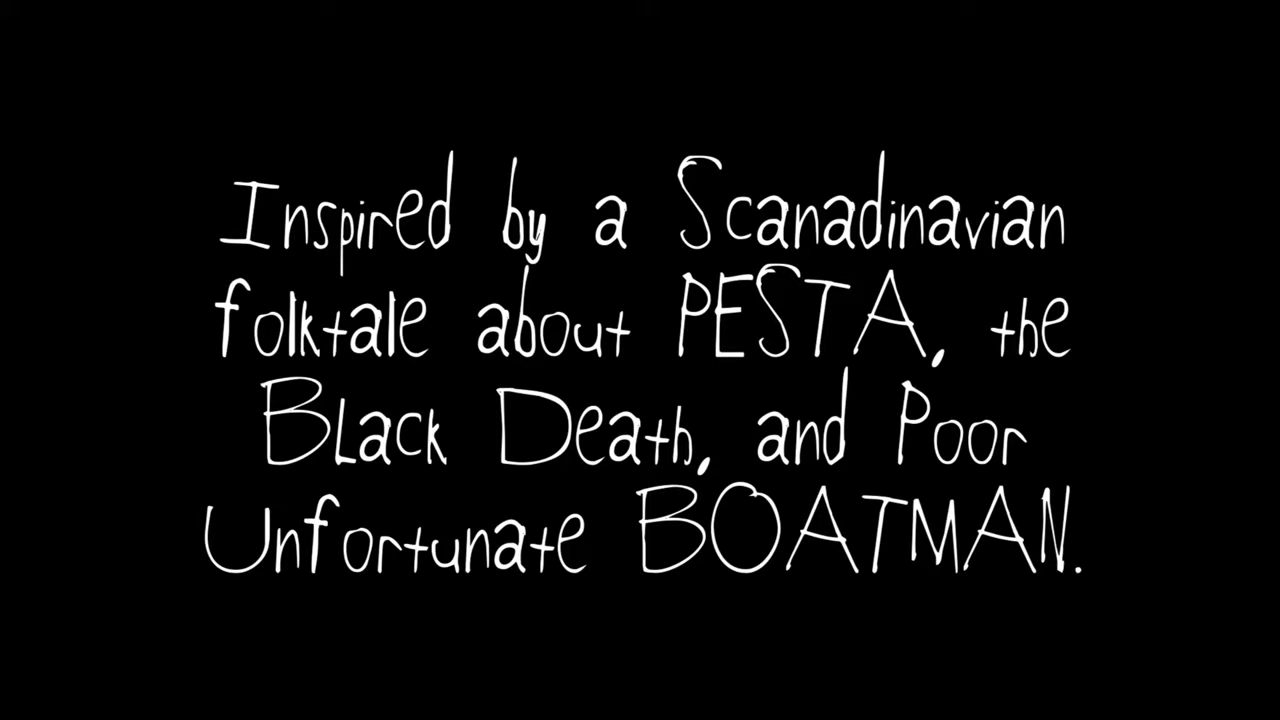 Inspired by a Scanadinavian
folktale about PESTA, the
Black Death, and Poor
Unfortunate BOATMAN.